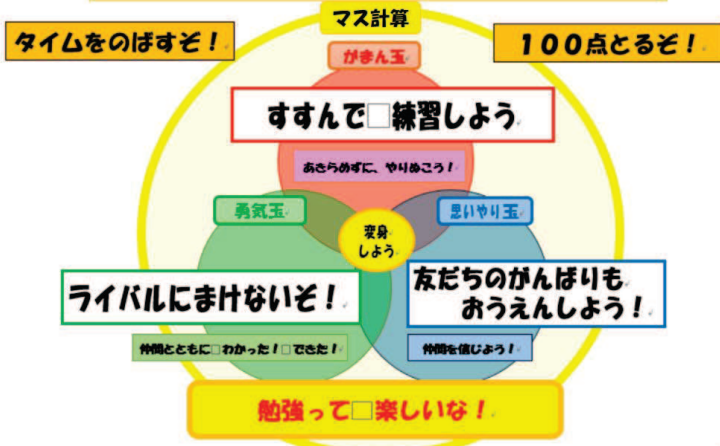 マス計算
タイムをのばすぞ！
100点とるぞ！
がまん玉
すすんで□練習しよう
あきらめずに、やりぬこう！
勇気玉
思いやり玉
変身
しよう
ライバルにまけないぞ！
友だちのがんばりも
おうえんしよう！
仲間とともに□わかった！□できた！
仲間を信じよう！
勉強って□楽しいな！